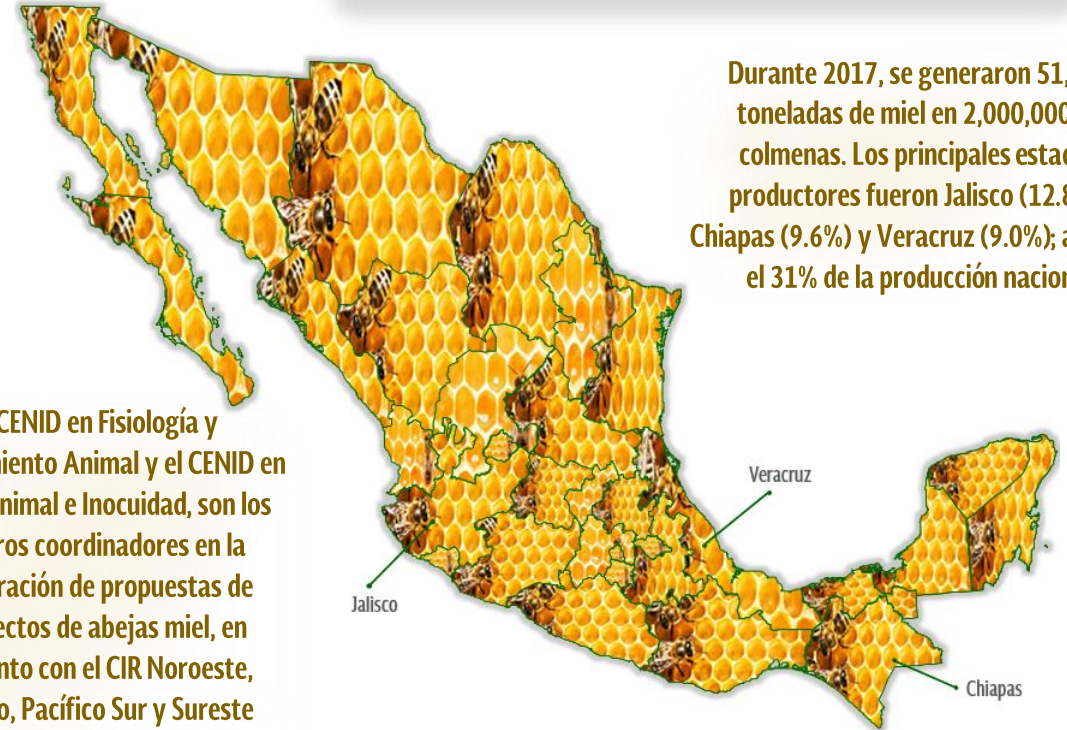 Durante 2017, se generaron 51,
toneladas de miel en 2,000,000
colmenas. Los principales estad
productores fueron Jalisco (12.8
Chiapas (9.6%) y Veracruz (9.0%); a
el 31% de la producción nacion
CENID en Fisiología y
iento Animal y el CENID en
nimal e Inocuidad, son los
ros coordinadores en la
ración de propuestas de
ectos de abejas miel, en
nto con el CIR Noroeste,
o, Pacífico Sur y Sureste
Veracruz
Jalisco
Chiapas